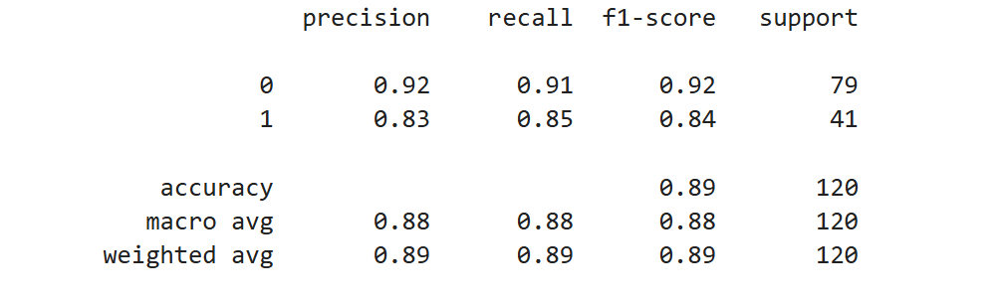 precision recall f1-score support
0 0.92 0.91 0.92 79
1 0.83 0.85 0.84 41
accuracy 0.89 120
macro avg 0.88 0.88 0.88 120
weighted avg 0.89 0.89 0.89 120